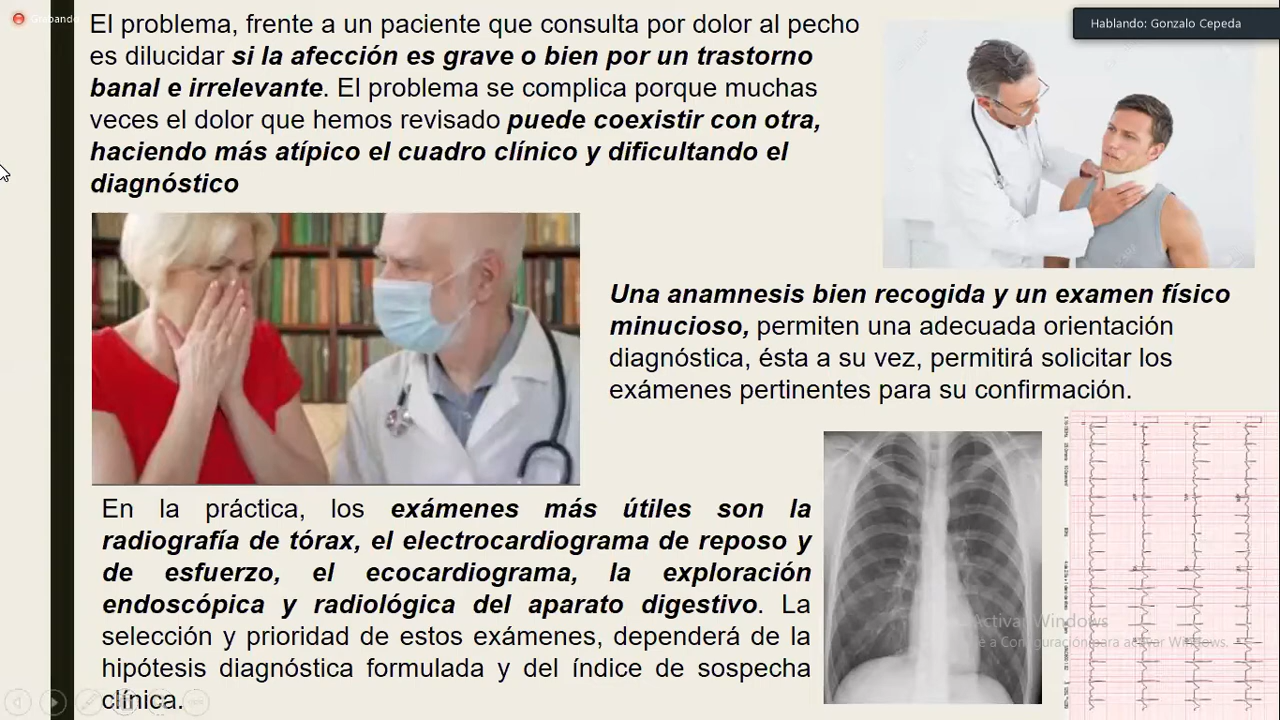 Grabando
Hablando: Gonzalo Cepeda
El problema, frente a un paciente que consulta por dolor al pecho
es dilucidar si la afección es grave o bien por un trastorno
banal e irrelevante. El problema se complica porque muchas
veces el dolor que hemos revisado puede coexistir con otra,
haciendo más atípico el cuadro clínico y dificultando el
diagnóstico
Una anamnesis bien recogida y un examen físico
minucioso, permiten una adecuada orientación
diagnóstica, ésta a su vez, permitirá solicitar los
exámenes pertinentes para su confirmación.
En la práctica, los exámenes más útiles son la
radiografía de tórax, el electrocardiograma de reposo y
de esfuerzo, el ecocardiograma, la exploración
endoscópica y radiológica del aparato digestivo. La
selección y prioridad de estos exámenes, dependerá de la
hipótesis diagnóstica formulada y del índice de sospecha
clínica.
Activar Windows
a Configuración para activar Windows.